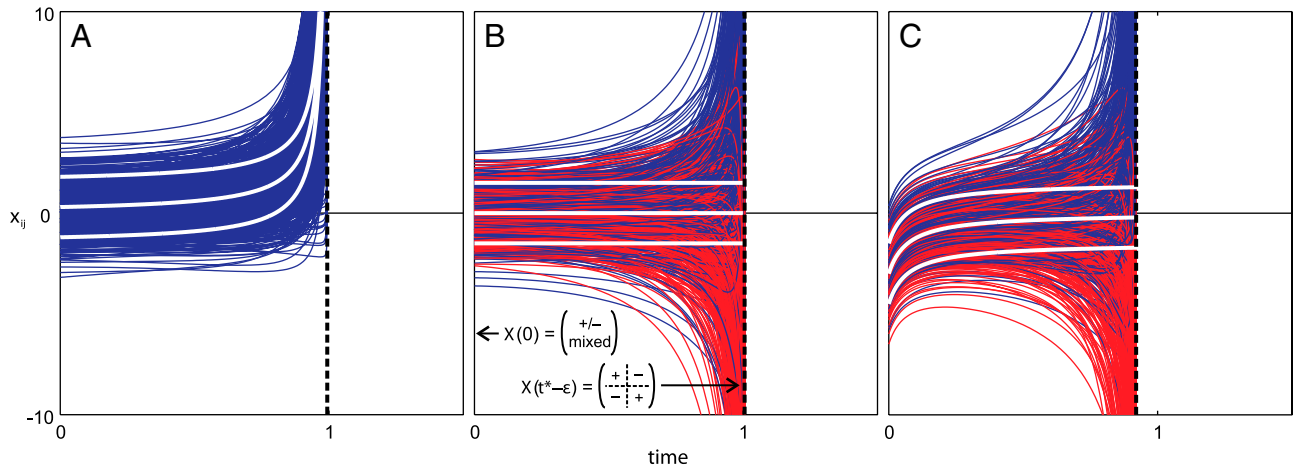 10
A
B
C
x_ij
0
-10
X(0) = ( +/− mixed )
X(t*−ε) = ( + − − + )
0
1
0
1
0
1
time